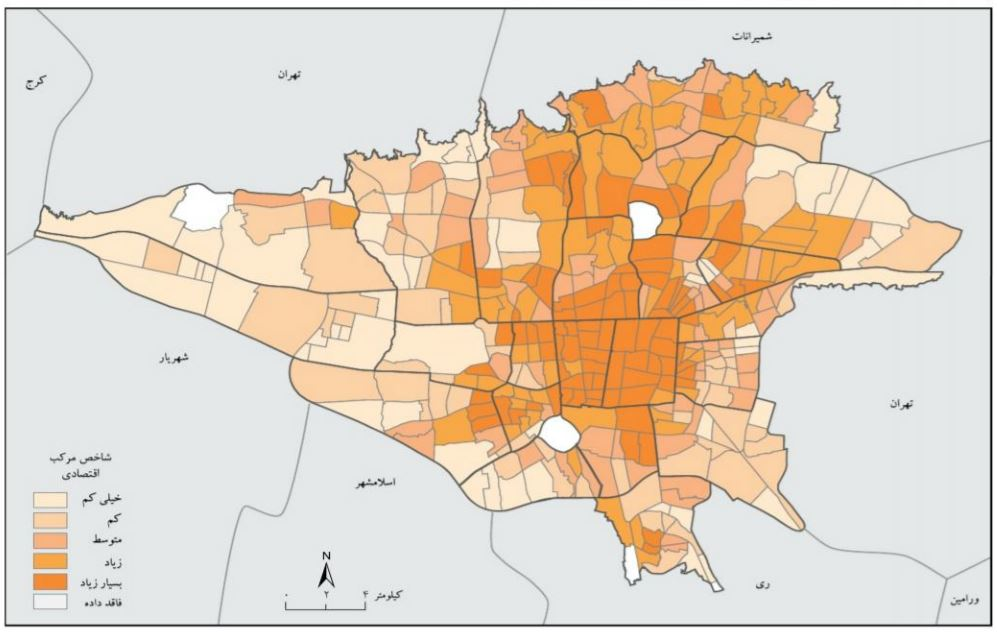 شمیرانات
تهران
کرج
شهریار
تهران
اسلامشهر
ری
ورامین
شاخص مرکب
اقتصادی
خیلی کم
کم
متوسط
زیاد
بسیار زیاد
فاقد داده
N
۰ ۲ ۴ کیلومتر